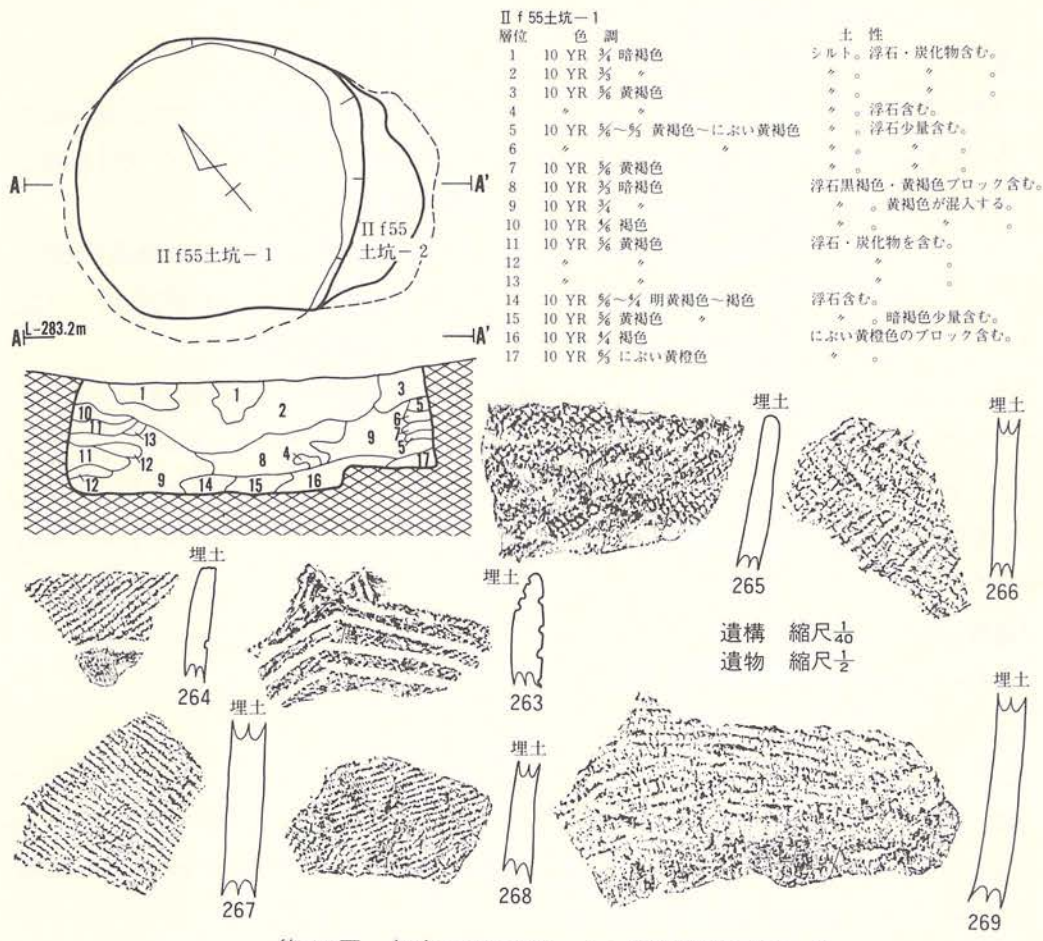 II f 55土坑－1
層位 色調 土性
1 10 YR 3/4 暗褐色 シルト。浮石・炭化物含む。
2 10 YR 3/3 〃 〃 。 〃 。
3 10 YR 5/6 黄褐色 〃 。 〃 。
4 〃 〃 〃 。浮石含む。
5 10 YR 5/6～5/3 黄褐色～にぶい黄褐色 〃 。浮石少量含む。
6 〃 〃 〃 。 〃 。
7 10 YR 5/6 黄褐色 〃 。 〃 。
8 10 YR 3/3 暗褐色 浮石黒褐色・黄褐色ブロック含む。
9 10 YR 3/4 〃 〃 。黄褐色が混入する。
10 10 YR 4/6 褐色 〃 。 〃 。
11 10 YR 5/6 黄褐色 浮石・炭化物を含む。
12 〃 〃 〃 。
13 〃 〃 〃 。
14 10 YR 明黄褐色～褐色 浮石含む。
15 10 YR 5/6 黄褐色 〃 〃 。暗褐色少量含む。
16 10 YR 4/4 褐色 にぶい黄橙色のブロック含む。
17 10 YR 6/3 にぶい黄橙色 〃 。
A A'
II f55土坑－1
II f55
土坑－2
A L-283.2m A'
1 1 2 3
10 11 13 5 6 7 5
11 12 4 9 8 17
12 9 14 15 16
埋土 265
埋土 266
埋土 264
埋土 263
遺構 縮尺1/40
遺物 縮尺1/2
埋土 267
埋土 268
埋土 269